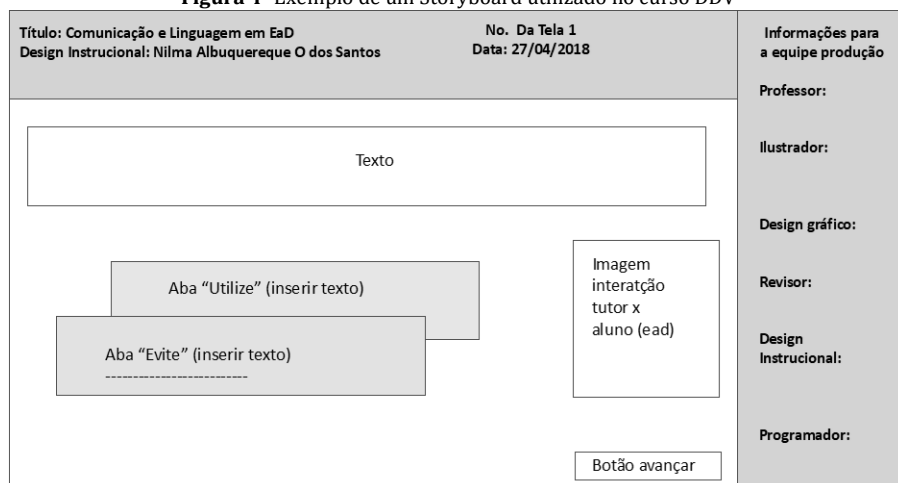 Figura 4- Exemplo de um Storyboard utilizado no curso DDV
Título: Comunicação e Linguagem em EaD
Design Instrucional: Nilma Albuquereque O dos Santos
No. Da Tela 1
Data: 27/04/2018
Texto
Aba “Utilize” (inserir texto)
Aba “Evite” (inserir texto)
--------------------------
Imagem
interatção
tutor x
aluno (ead)
Botão avançar
Informações para
a equipe produção
Professor:
Ilustrador:
Design gráfico:
Revisor:
Design
Instrucional:
Programador: